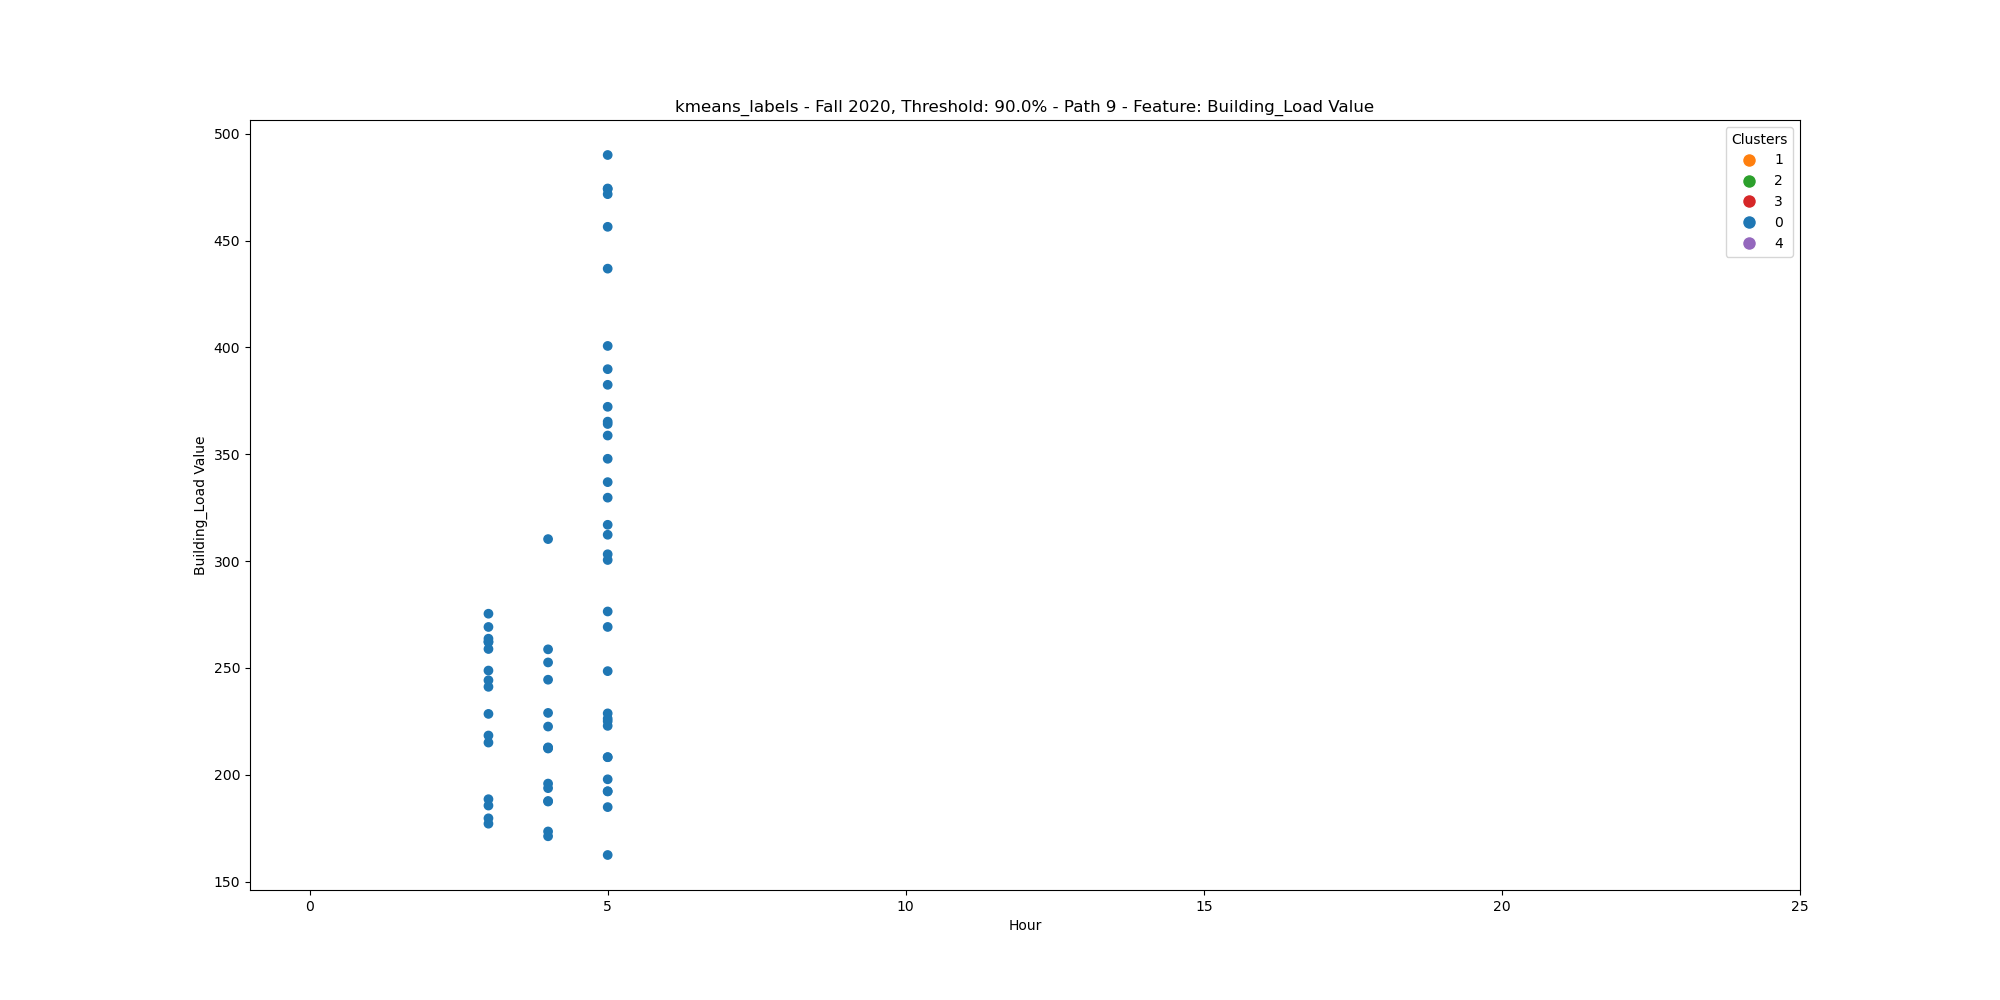 kmeans_labels - Fall 2020, Threshold: 90.0% - Path 9 - Feature: Building_Load Value
500
450
400
350
300
250
200
150
Building_Load Value
Clusters
1
2
3
0
4
0 5 10 15 20 25
Hour